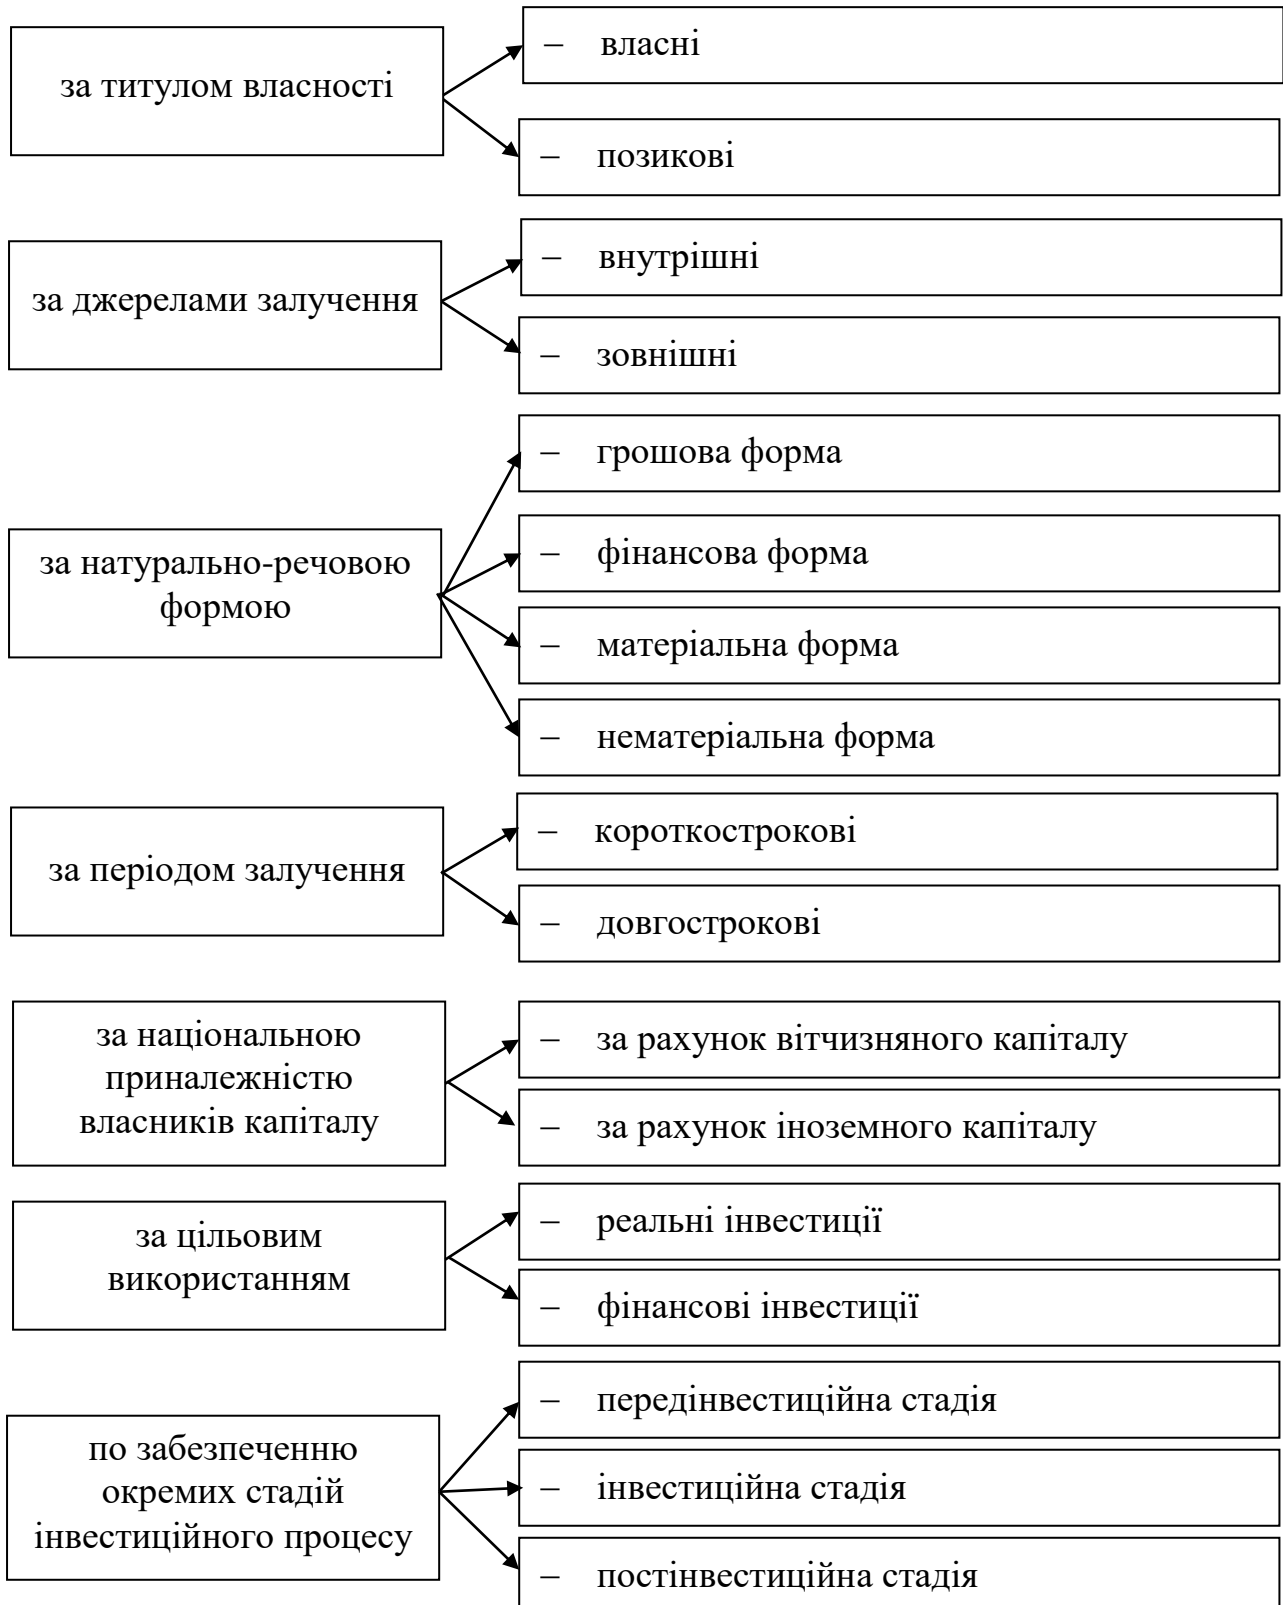 за титулом власності
– власні
– позикові
за джерелами залучення
– внутрішні
– зовнішні
за натурально-речовою
формою
– грошова форма
– фінансова форма
– матеріальна форма
– нематеріальна форма
за періодом залучення
– короткострокові
– довгострокові
за національною
приналежністю
власників капіталу
– за рахунок вітчизняного капіталу
– за рахунок іноземного капіталу
за цільовим
використанням
– реальні інвестиції
– фінансові інвестиції
по забезпеченню
окремих стадій
інвестиційного процесу
– передінвестиційна стадія
– інвестиційна стадія
– постінвестиційна стадія